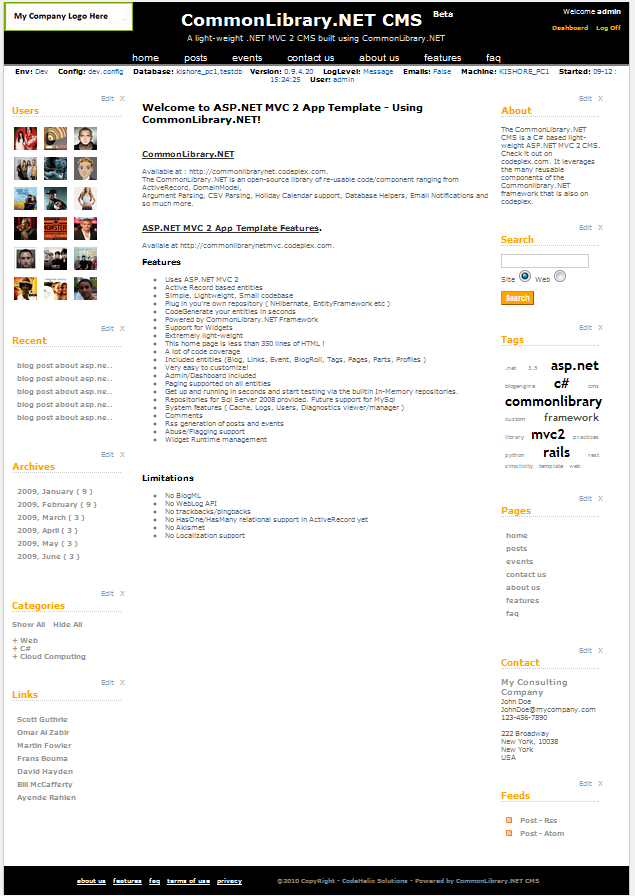 My Company Logo Here
CommonLibrary.NET CMS Beta
A light-weight .NET MVC 2 CMS built using CommonLibrary.NET
Welcome admin
Dashboard Log Off
home posts events contact us about us features faq
Env: Dev Config: dev.config Database: kishore_pc1,testdb Version: 0.9.4.20 LogLevel: Message Emails: False Machine: KISHORE_PC1 Started: 09-12 :
15:24:25 User: admin
Edit X
Users
Edit X
Recent
blog post about asp.ne..
blog post about asp.ne..
blog post about asp.ne..
blog post about asp.ne..
blog post about asp.ne..
Edit X
Archives
2009, January ( 9 )
2009, February ( 9 )
2009, March ( 3 )
2009, April ( 3 )
2009, May ( 3 )
2009, June ( 3 )
Edit X
Categories
Show All Hide All
+ Web
+ C#
+ Cloud Computing
Edit X
Links
Scott Guthrie
Omar Al Zabir
Martin Fowler
Frans Bouma
David Hayden
Bill McCafferty
Ayende Rahien
Welcome to ASP.NET MVC 2 App Template - Using
CommonLibrary.NET!
CommonLibrary.NET
Available at : http://commonlibrarynet.codeplex.com.
The CommonLibrary.NET is an open-source library of re-usable code/component ranging from
ActiveRecord, DomainModel,
Argument Parsing, CSV Parsing, Holiday Calendar support, Database Helpers, Email Notifications and
so much more.
ASP.NET MVC 2 App Template Features.
Availale at http://commonlibrarynetmvc.codeplex.com.
Features
Uses ASP.NET MVC 2
Active Record based entities
Simple, Lightweight, Small codebase
Plug in you're own repository ( NHibernate, EntityFramework etc )
CodeGenerate your entities in seconds
Powered by CommonLibrary.NET Framework
Support for Widgets
Extremely light-weight
This home page is less than 350 lines of HTML !
A lot of code coverage
Included entities (Blog, Links, Event, BlogRoll, Tags, Pages, Parts, Profiles )
Very easy to customize!
Admin/Dashboard included
Paging supported on all entities
Get up and running in seconds and start testing via the builtin In-Memory repositories.
Repositories for Sql Server 2008 provided. Future support for MySql
System features ( Cache, Logs, Users, Diagnostics viewer/manager )
Comments
Rss generation of posts and events
Abuse/Flagging support
Widget Runtime management
Limitations
No BlogML
No WebLog API
No trackbacks/pingbacks
No HasOne/HasMany relational support in ActiveRecord yet
No Akismet
No Localization support
Edit X
About
The CommonLibrary.NET
CMS is a C# based light-
weight ASP.NET MVC 2 CMS.
Check it out on
codeplex.com. It leverages
the many reusable
components of the
CommonLibrary.NET
framework that is also on
codeplex.
Edit X
Search
Site Web
Search
Edit X
Tags
.net 3.5 asp.net
blogengine c# cms
commonlibrary
custom framework
library mvc2 practices
python rails rest
simplicity template web
Edit X
Pages
home
posts
events
contact us
about us
features
faq
Edit X
Contact
My Consulting
Company
John Doe
JohnDoe@mycompany.com
123-456-7890
222 Broadway
New York, 10038
New York
USA
Edit X
Feeds
Post - Rss
Post - Atom
about us features faq terms of use privacy @2010 CopyRight - CodeHelix Solutions - Powered by CommonLibrary.NET CMS